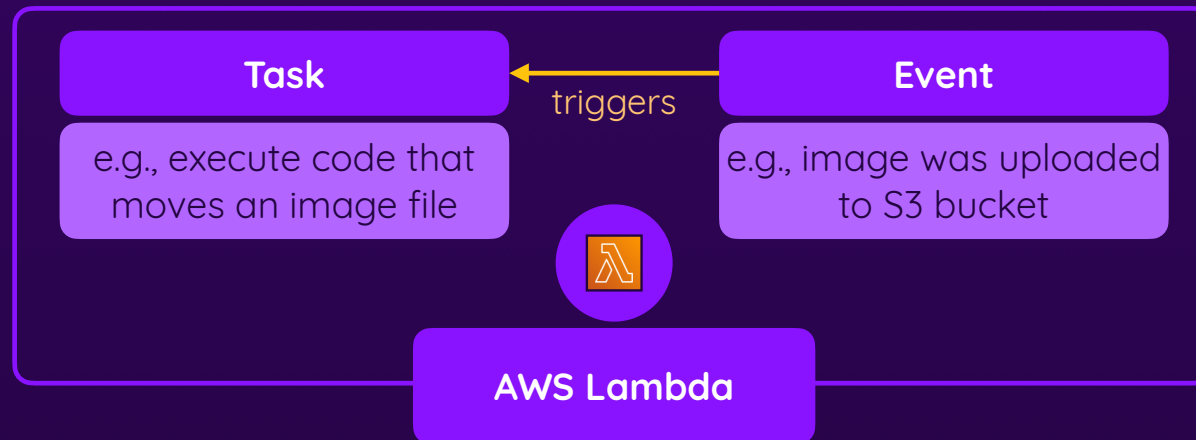 Task
triggers
Event
e.g., execute code that
moves an image file
e.g., image was uploaded
to S3 bucket
AWS Lambda